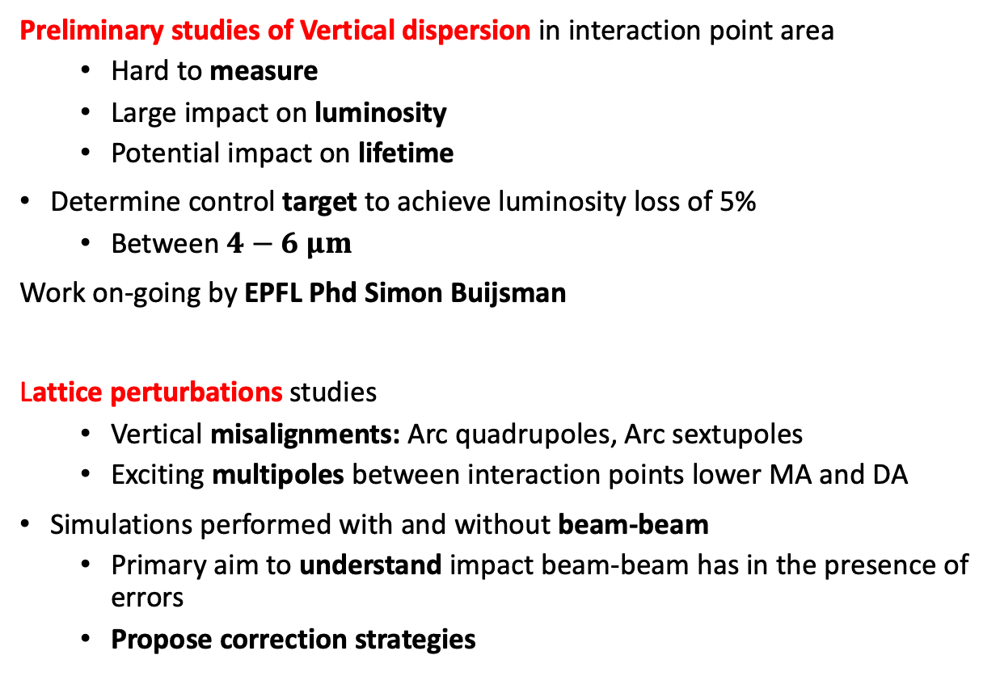 Preliminary studies of Vertical dispersion in interaction point area
• Hard to measure
• Large impact on luminosity
• Potential impact on lifetime
• Determine control target to achieve luminosity loss of 5%
• Between 4 – 6 μm
Work on-going by EPFL Phd Simon Buijsman
Lattice perturbations studies
• Vertical misalignments: Arc quadrupoles, Arc sextupoles
• Exciting multipoles between interaction points lower MA and DA
• Simulations performed with and without beam-beam
• Primary aim to understand impact beam-beam has in the presence of
errors
• Propose correction strategies